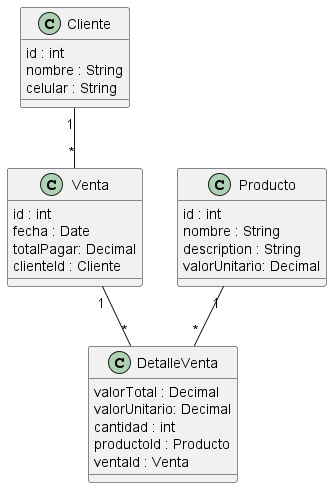 C Cliente
id : int
nombre : String
celular : String
1
*
C Venta
id : int
fecha : Date
totalPagar: Decimal
clienteId : Cliente
C Producto
id : int
nombre : String
description : String
valorUnitario: Decimal
1
*
1
*
C DetalleVenta
valorTotal : Decimal
valorUnitario: Decimal
cantidad : int
productoId : Producto
ventaId : Venta